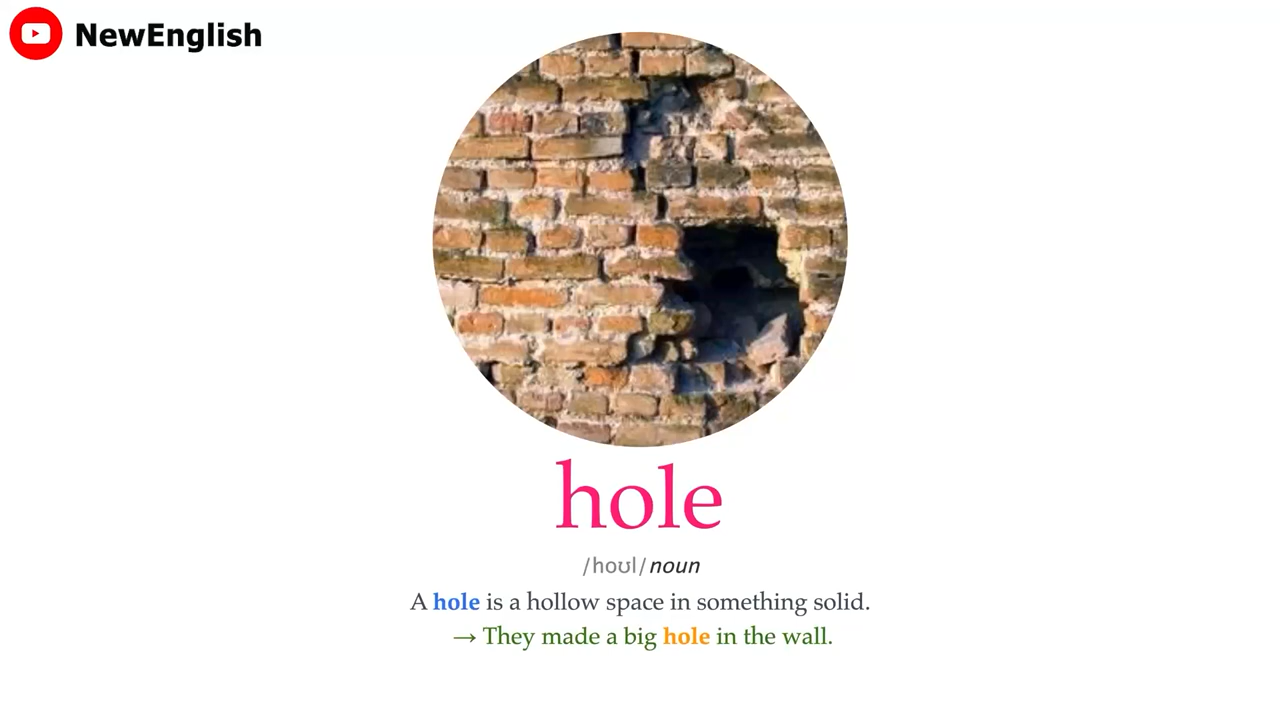 NewEnglish
hole
/hoʊl/ noun
A hole is a hollow space in something solid.
→ They made a big hole in the wall.